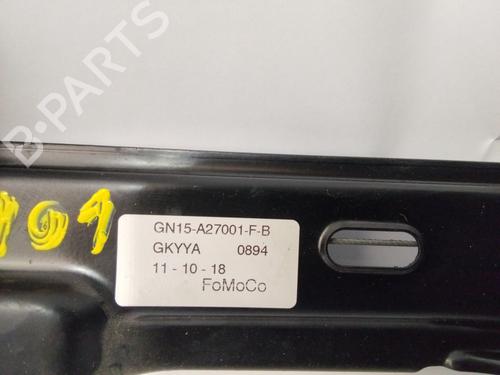 B-PARTS
GN15-A27001-F-B
GKYYA 0894
11 - 10 - 18
FoMoCo